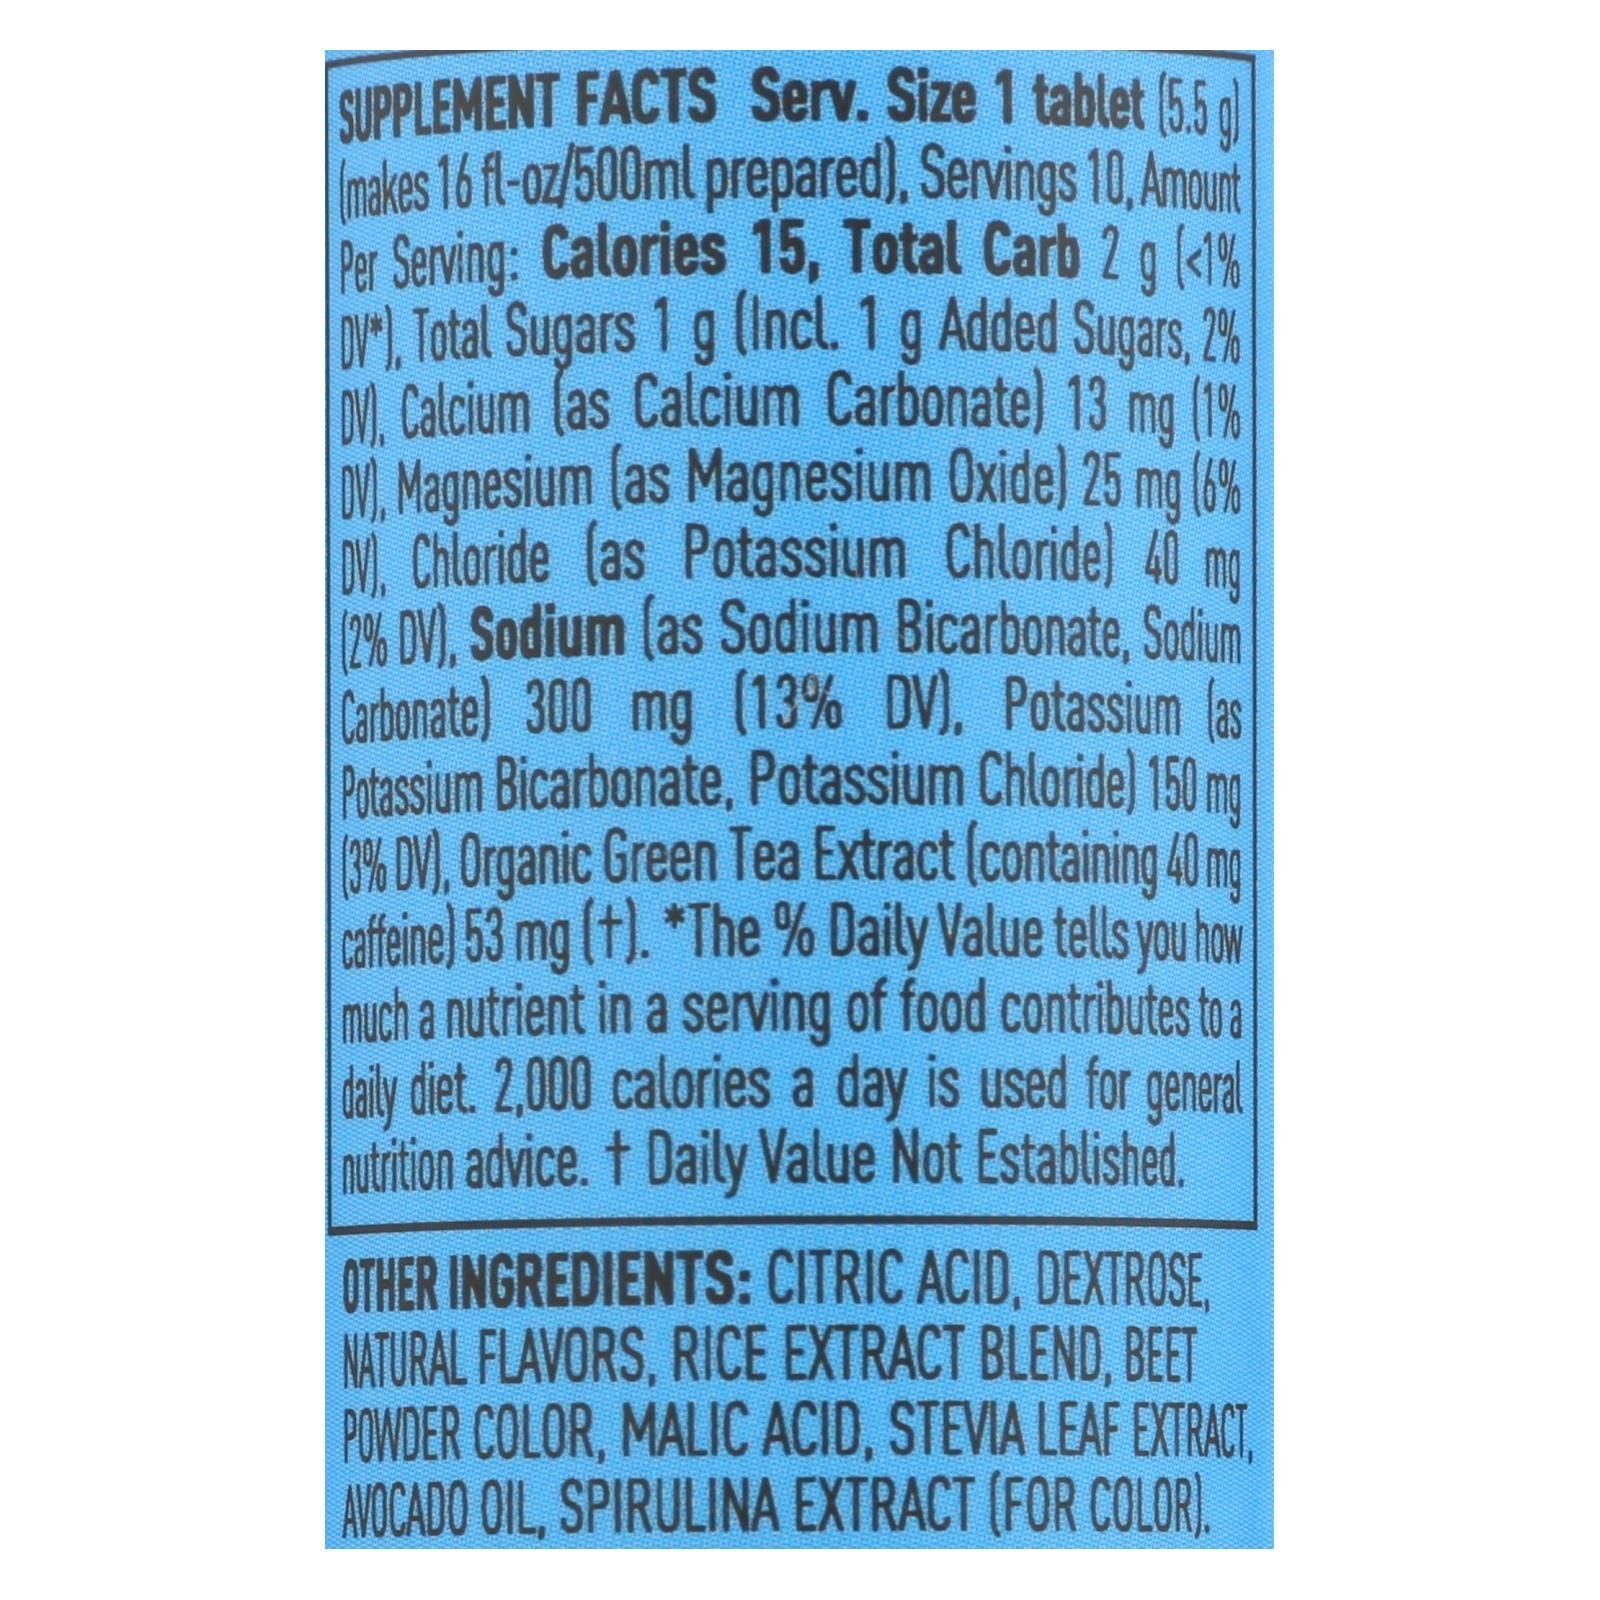 SUPPLEMENT FACTS Serv. Size 1 tablet (5.5 g)
(makes 16 fl-oz/500ml prepared), Servings 10, Amount
Per Serving: Calories 15, Total Carb 2 g (<1%
DV*), Total Sugars 1 g (Incl. 1 g Added Sugars, 2%
DV), Calcium (as Calcium Carbonate) 13 mg (1%
DV), Magnesium (as Magnesium Oxide) 25 mg (6%
DV), Chloride (as Potassium Chloride) 40 mg
(2% DV), Sodium (as Sodium Bicarbonate, Sodium
Carbonate) 300 mg (13% DV), Potassium (as
Potassium Bicarbonate, Potassium Chloride) 150 mg
(3% DV), Organic Green Tea Extract (containing 40 mg
caffeine) 53 mg (†). *The % Daily Value tells you how
much a nutrient in a serving of food contributes to a
daily diet. 2,000 calories a day is used for general
nutrition advice. † Daily Value Not Established.
OTHER INGREDIENTS: CITRIC ACID, DEXTROSE,
NATURAL FLAVORS, RICE EXTRACT BLEND, BEET
POWDER COLOR, MALIC ACID, STEVIA LEAF EXTRACT,
AVOCADO OIL, SPIRULINA EXTRACT (FOR COLOR).